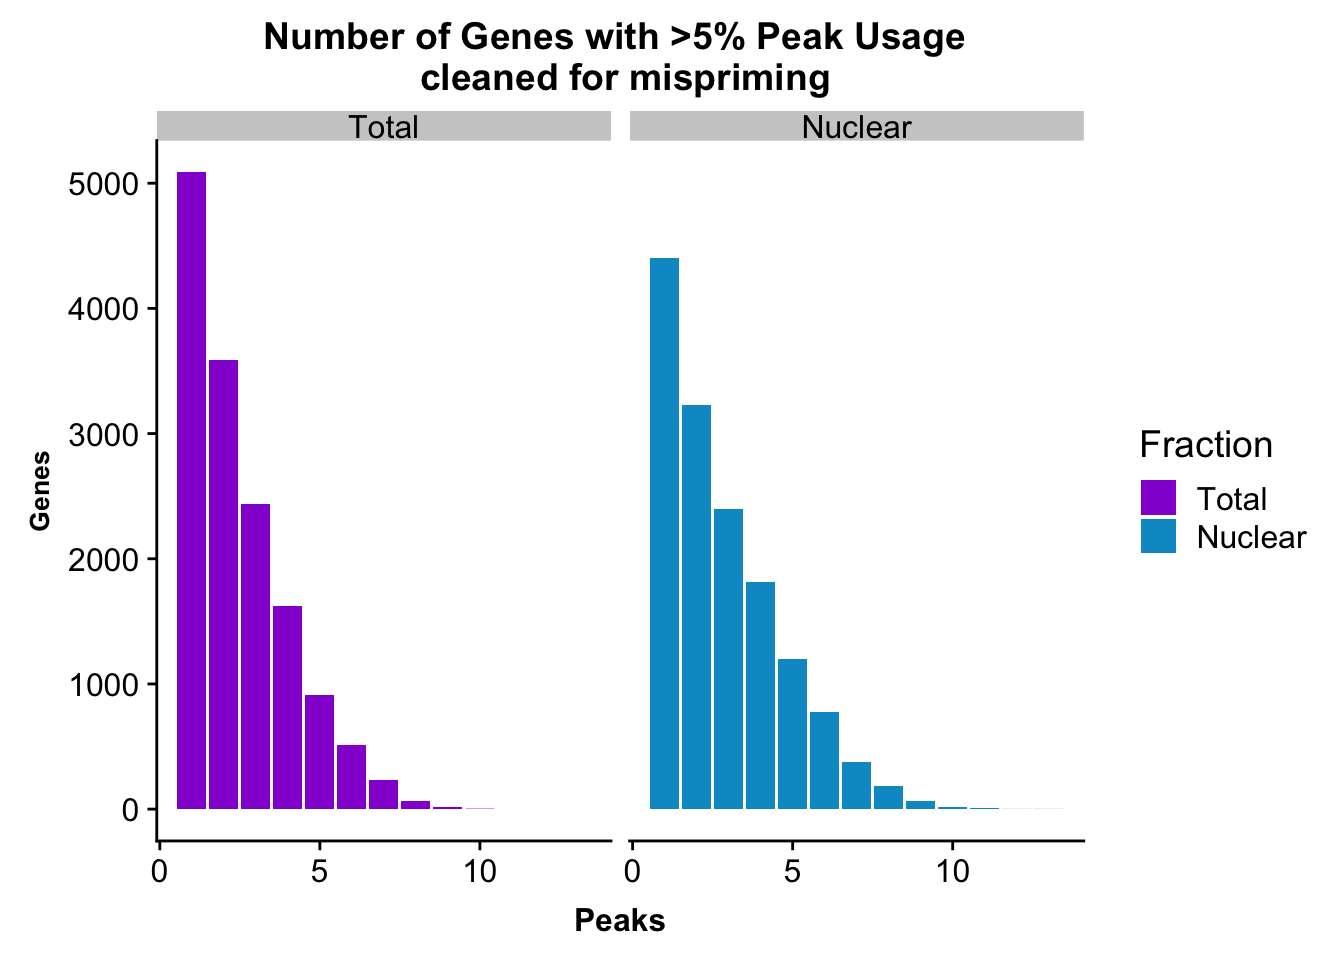 Number of Genes with >5% Peak Usage
cleaned for mispriming
Total
Nuclear
5000
4000
3000
2000
1000
0
Genes
0
5
10
0
5
10
Peaks
Fraction
Total
Nuclear